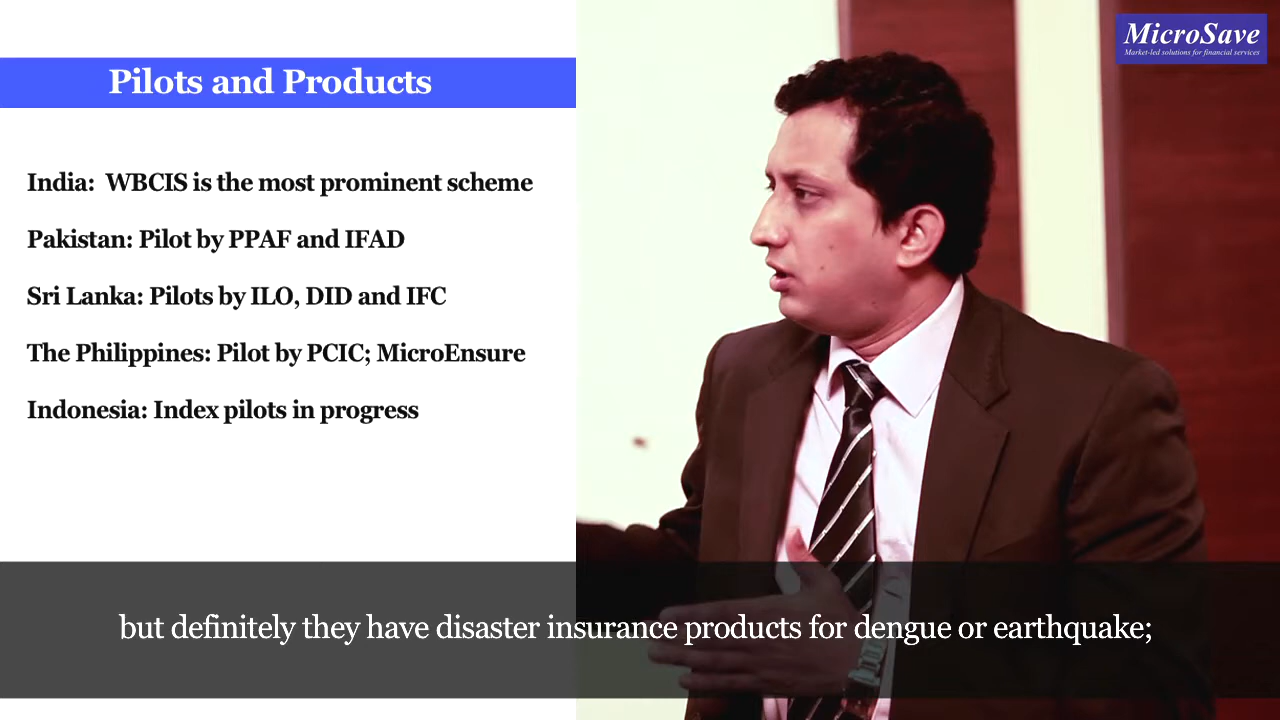 MicroSave
Market-led solutions for financial services
Pilots and Products
India: WBCIS is the most prominent scheme
Pakistan: Pilot by PPAF and IFAD
Sri Lanka: Pilots by ILO, DID and IFC
The Philippines: Pilot by PCIC; MicroEnsure
Indonesia: Index pilots in progress
but definitely they have disaster insurance products for dengue or earthquake;